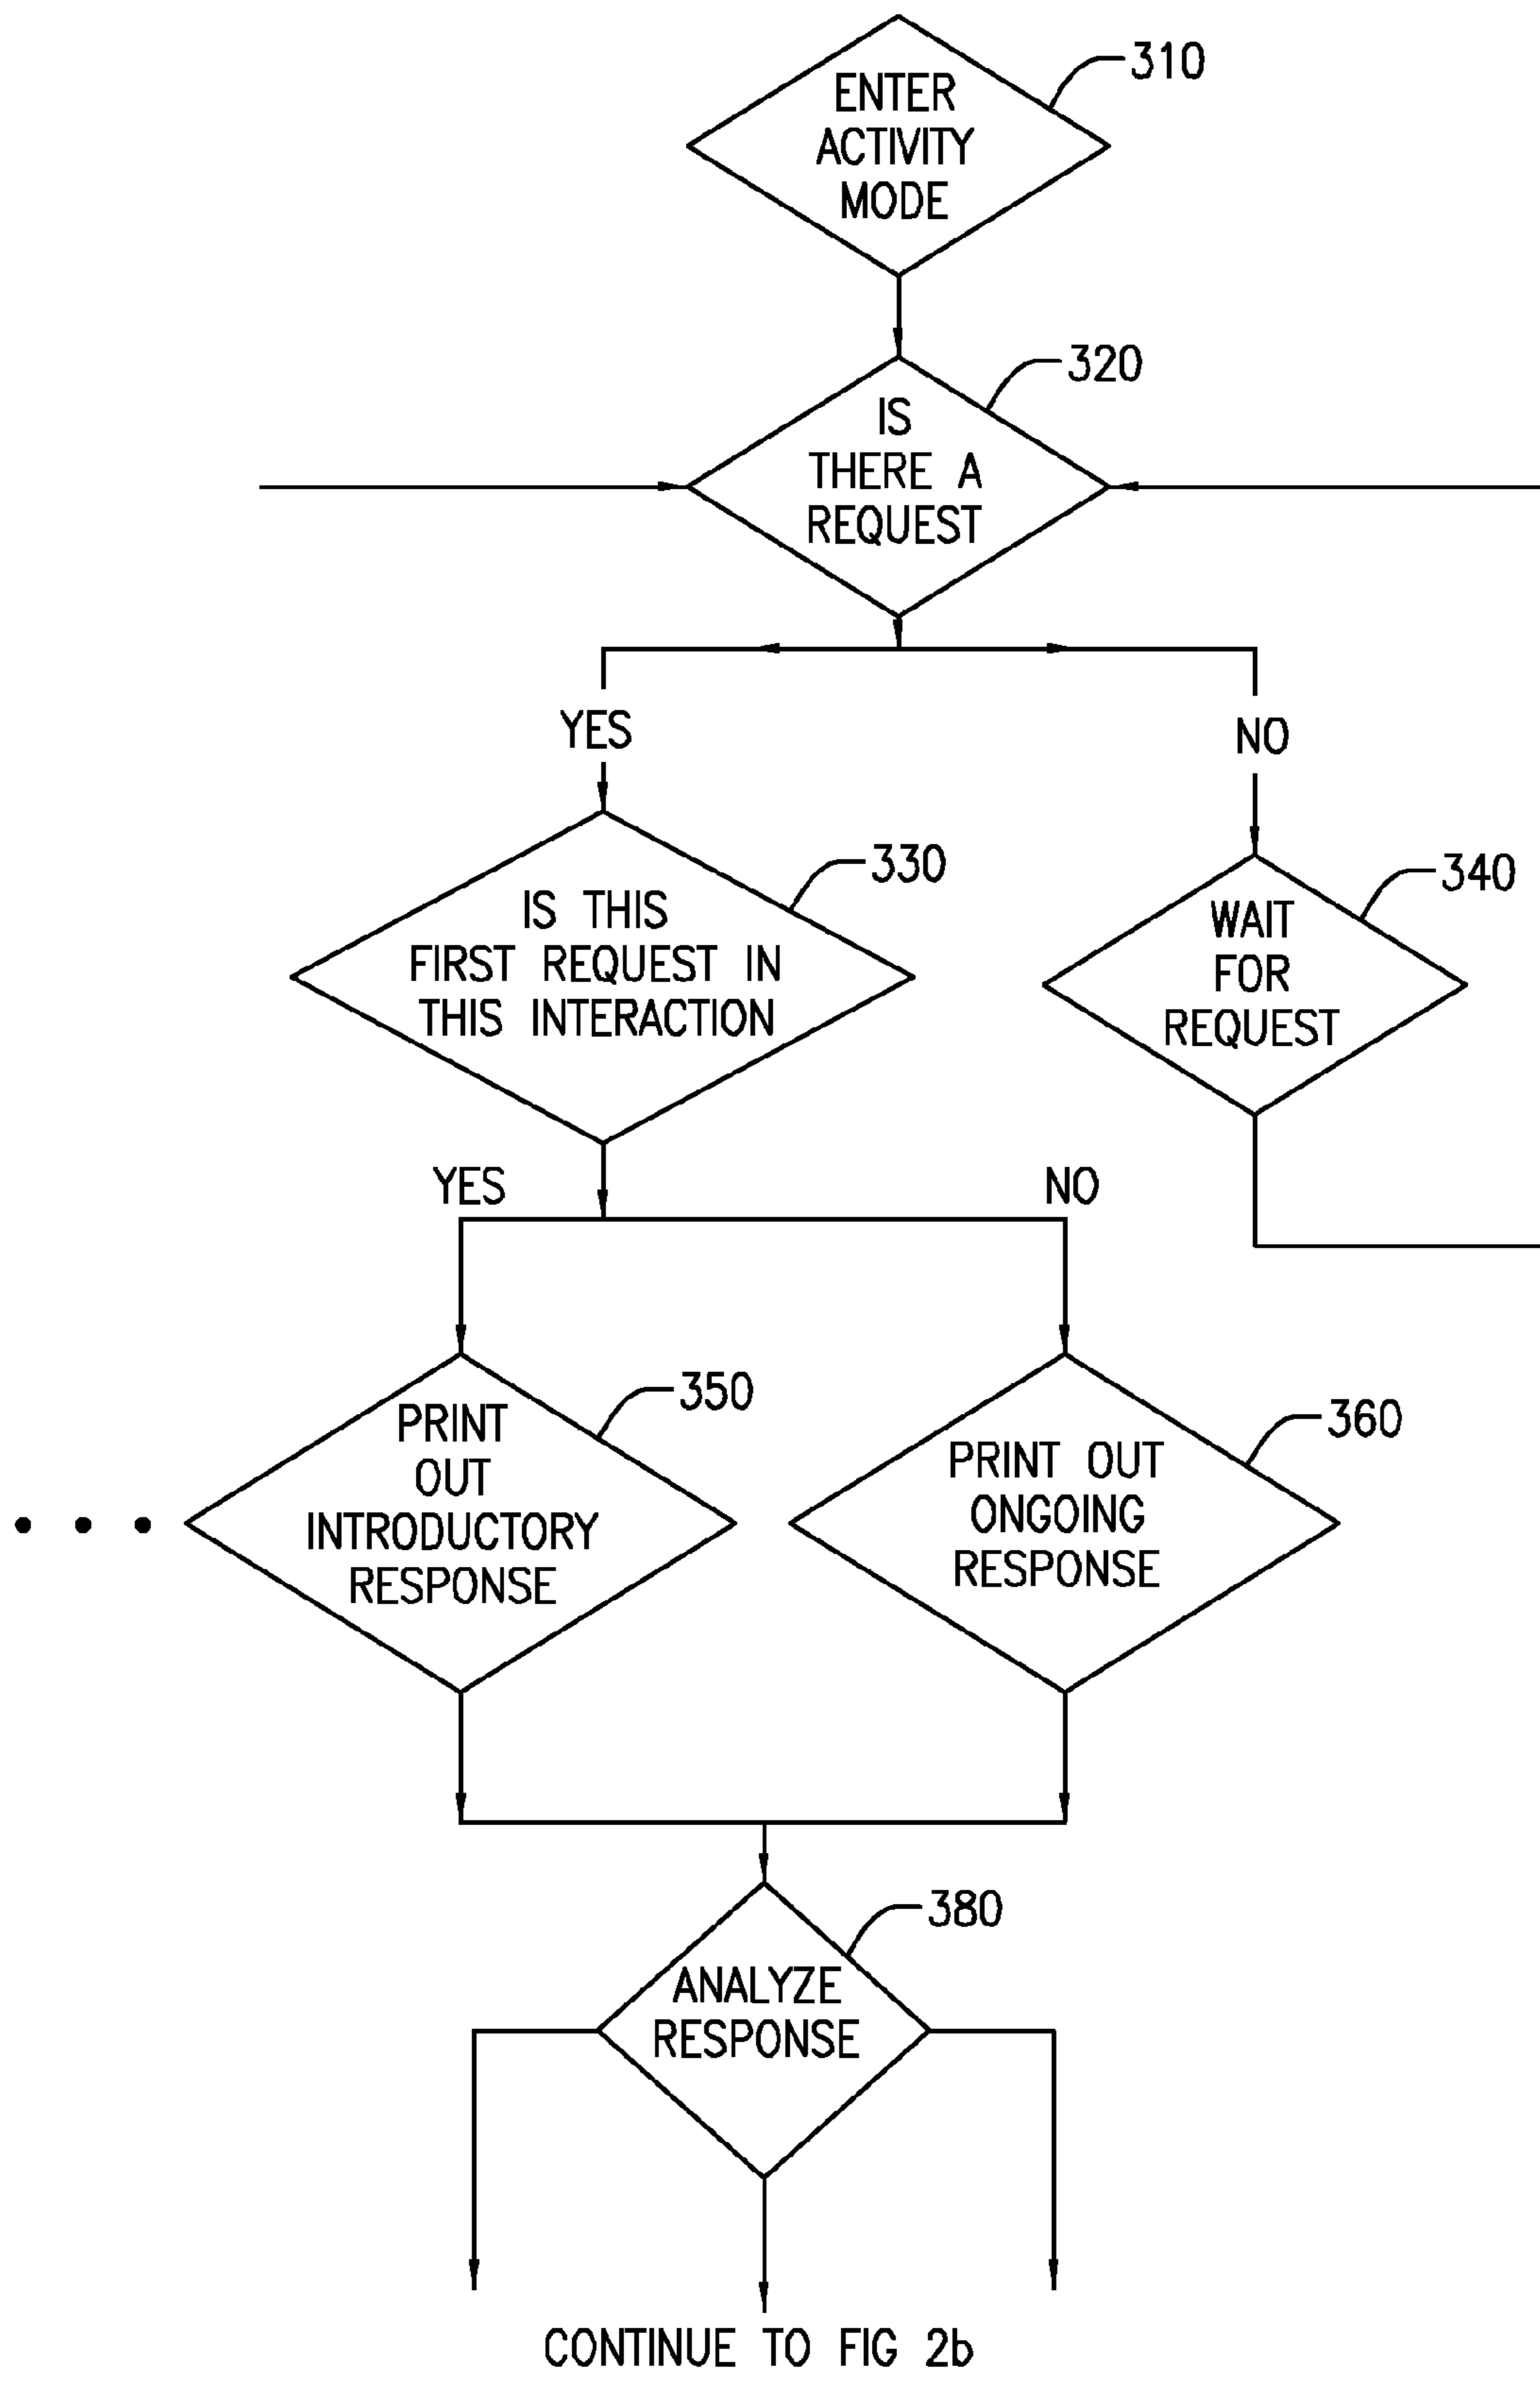 310
ENTER
ACTIVITY
MODE
320
IS
THERE A
REQUEST
YES
NO
330
IS THIS
FIRST REQUEST IN
THIS INTERACTION
340
WAIT
FOR
REQUEST
YES
NO
350
PRINT
OUT
INTRODUCTORY
RESPONSE
360
PRINT OUT
ONGOING
RESPONSE
380
ANALYZE
RESPONSE
CONTINUE TO FIG 2b